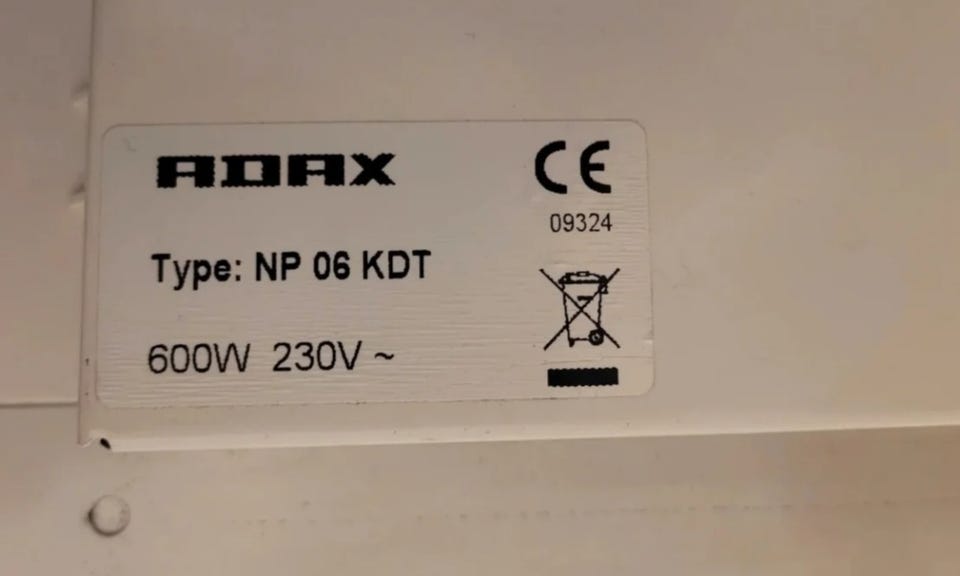 ADAX
CE
09324
Type: NP 06 KDT
600W 230V ~